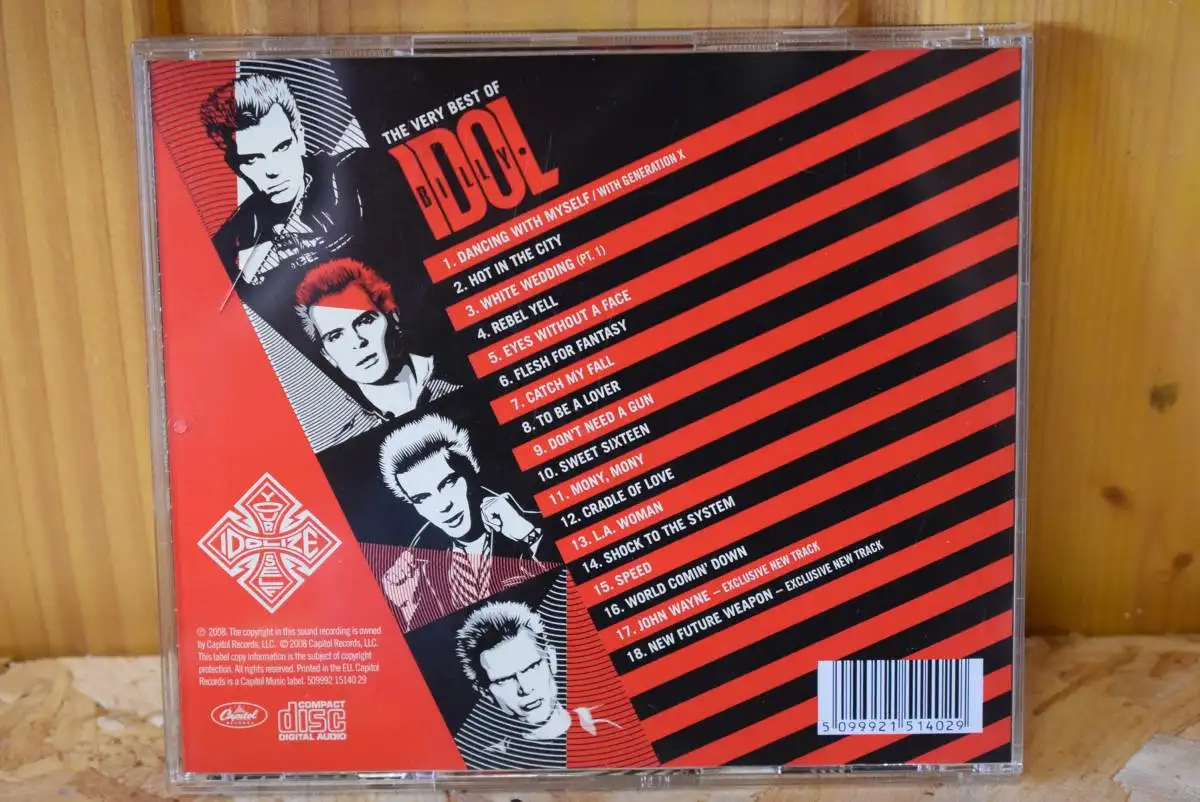 THE VERY BEST OF
BILLY IDOL
1. DANCING WITH MYSELF / WITH GENERATION X
2. HOT IN THE CITY
3. WHITE WEDDING (PT. 1)
4. REBEL YELL
5. EYES WITHOUT A FACE
6. FLESH FOR FANTASY
7. CATCH MY FALL
8. TO BE A LOVER
9. DON'T NEED A GUN
10. SWEET SIXTEEN
11. MONY, MONY
12. CRADLE OF LOVE
13. L.A. WOMAN
14. SHOCK TO THE SYSTEM
15. SPEED
16. WORLD COMIN' DOWN
17. JOHN WAYNE – EXCLUSIVE NEW TRACK
18. NEW FUTURE WEAPON – EXCLUSIVE NEW TRACK
IDOLIZE
YOURSELF
℗ 2008. The copyright in this sound recording is owned
by Capitol Records, LLC. © 2008 Capitol Records, LLC.
This label copy information is the subject of copyright
protection. All rights reserved. Printed in the EU. Capitol
Records is a Capitol Music label. 509992 15140 29
Capitol
RECORDS
COMPACT
disc
DIGITAL AUDIO
5 099921 514029